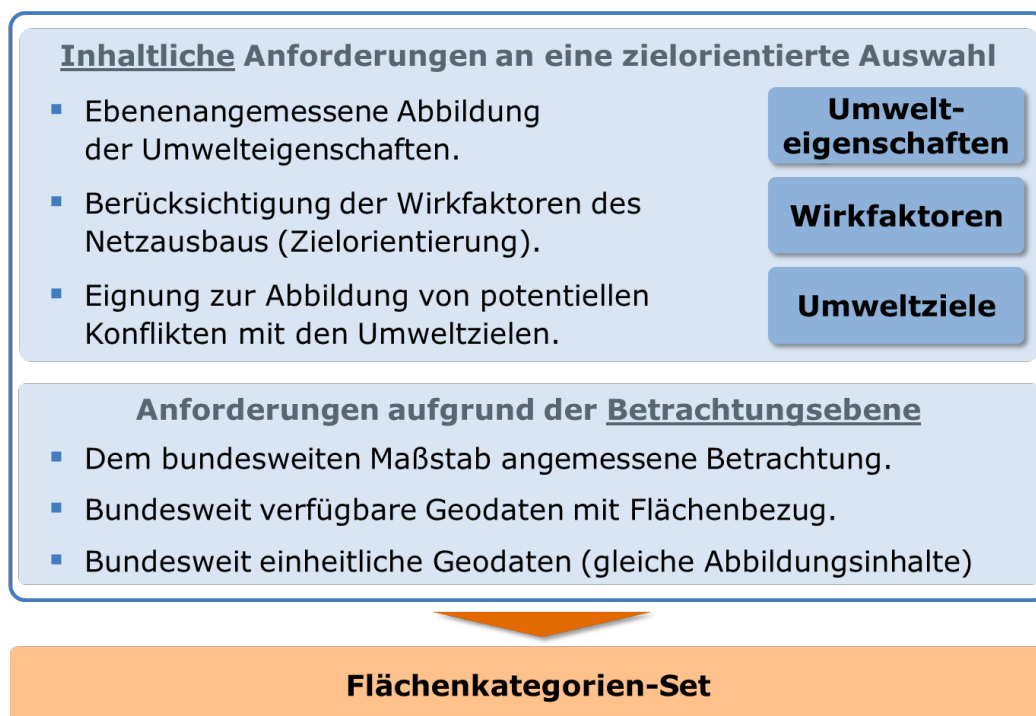 Inhaltliche Anforderungen an eine zielorientierte Auswahl
▪ Ebenenangemessene Abbildung
der Umwelteigenschaften.
Umwelt-
eigenschaften
▪ Berücksichtigung der Wirkfaktoren des
Netzausbaus (Zielorientierung).
Wirkfaktoren
▪ Eignung zur Abbildung von potentiellen
Konflikten mit den Umweltzielen.
Umweltziele
Anforderungen aufgrund der Betrachtungsebene
▪ Dem bundesweiten Maßstab angemessene Betrachtung.
▪ Bundesweit verfügbare Geodaten mit Flächenbezug.
▪ Bundesweit einheitliche Geodaten (gleiche Abbildungsinhalte)
Flächenkategorien-Set